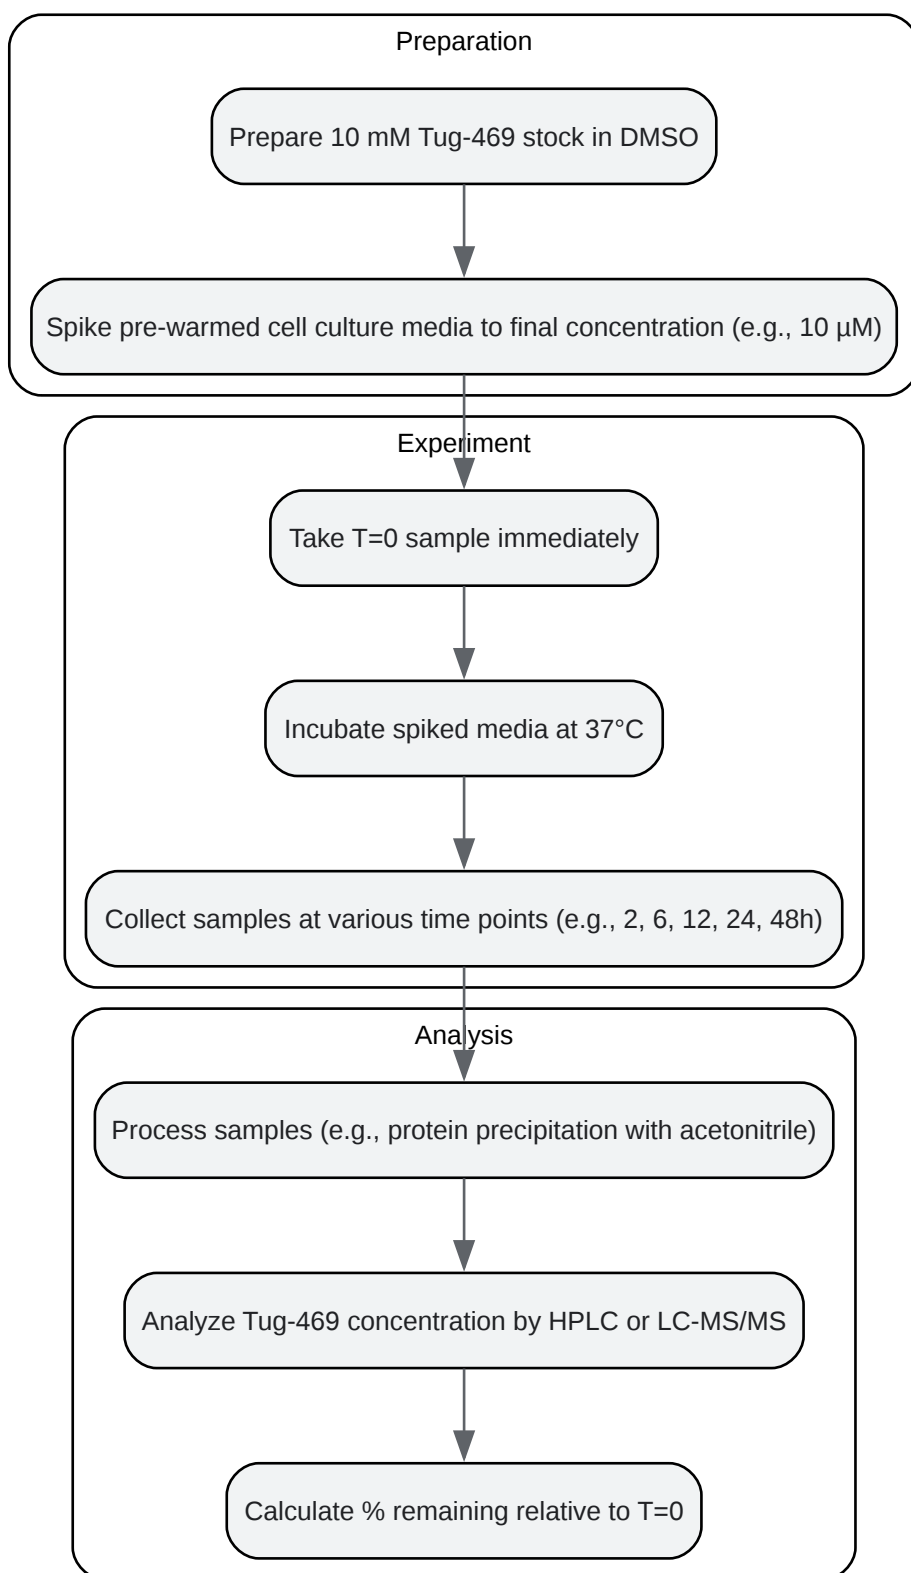 Preparation
Prepare 10 mM Tug-469 stock in DMSO
Spike pre-warmed cell culture media to final concentration (e.g., 10 µM)
Experiment
Take T=0 sample immediately
Incubate spiked media at 37°C
Collect samples at various time points (e.g., 2, 6, 12, 24, 48h)
Analysis
Process samples (e.g., protein precipitation with acetonitrile)
Analyze Tug-469 concentration by HPLC or LC-MS/MS
Calculate % remaining relative to T=0